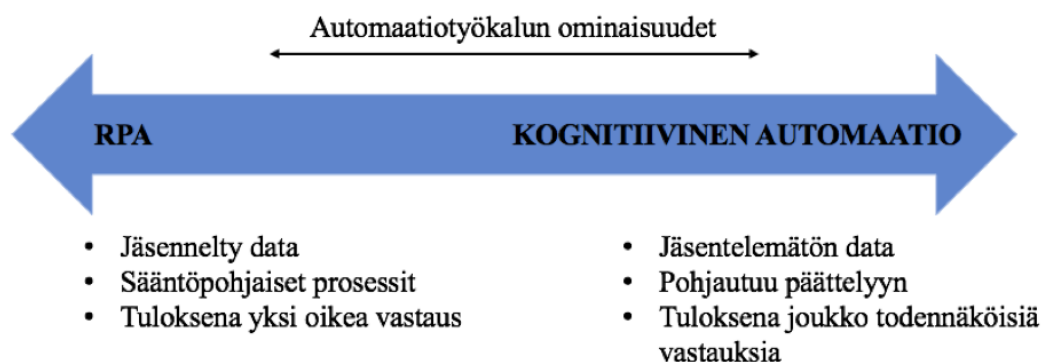 Automaatiotyökalun ominaisuudet
RPA
KOGNITIIVINEN AUTOMAATIO
• Jäsennelty data
• Sääntöpohjaiset prosessit
• Tuloksena yksi oikea vastaus
• Jäsentelemätön data
• Pohjautuu päättelyyn
• Tuloksena joukko todennäköisiä
vastauksia